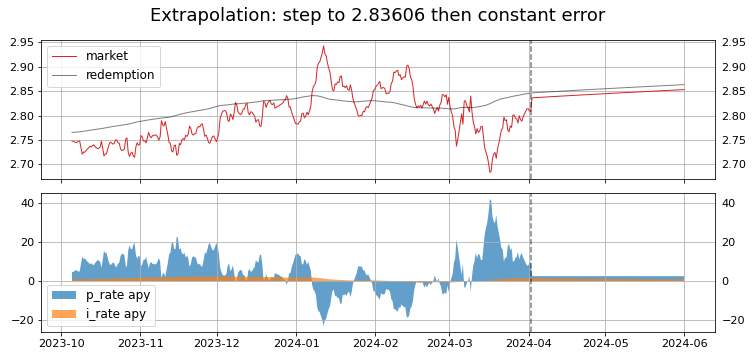 Extrapolation: step to 2.83606 then constant error
2.95 2.95
market
redemption
2.90 2.90
2.85 2.85
2.80 2.80
2.75 2.75
2.70 2.70
40 40
20 20
0 0
p_rate apy
i_rate apy
−20 −20
2023-10 2023-11 2023-12 2024-01 2024-02 2024-03 2024-04 2024-05 2024-06